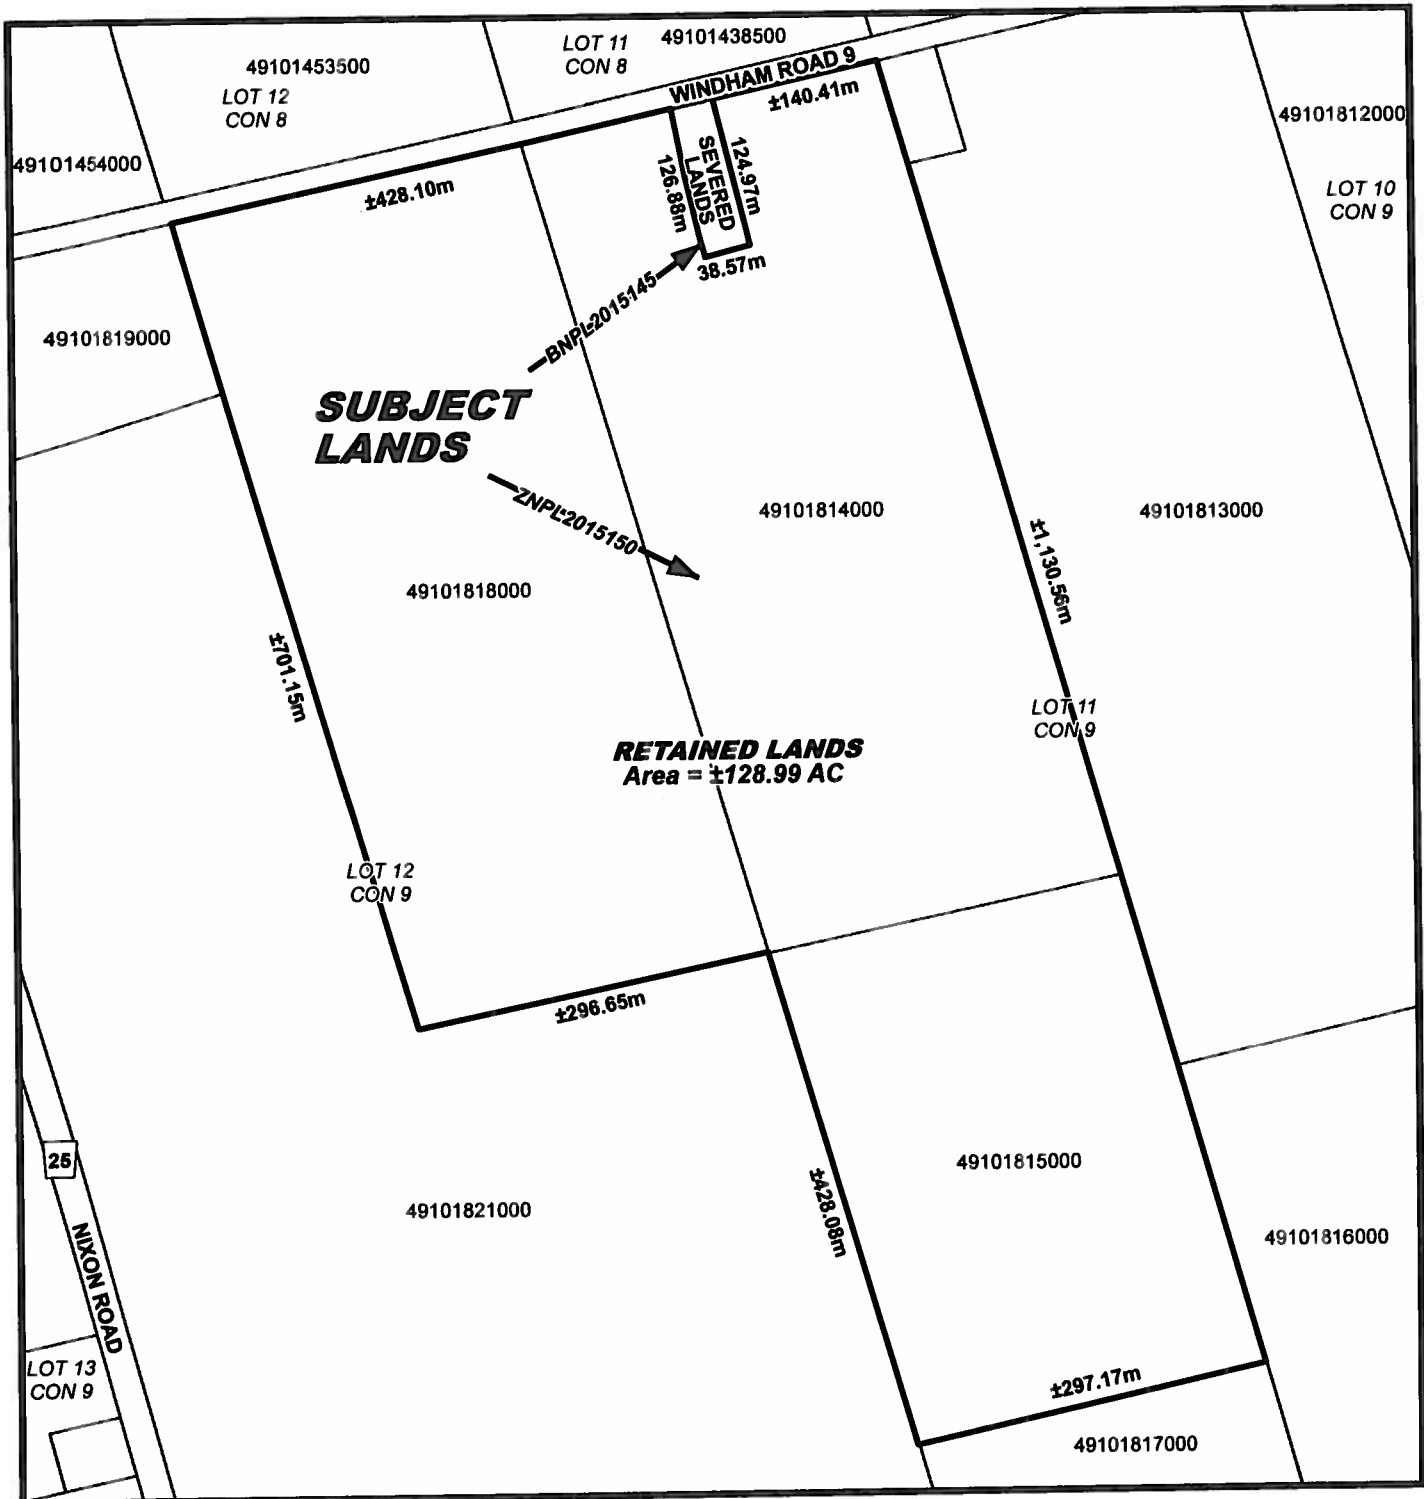 LOT 11
CON 8
49101438500
49101453500
LOT 12
CON 8
WINDHAM ROAD 9
±140.41m
49101812000
49101454000
±428.10m
126.88m
SEVERED
LANDS
124.97m
LOT 10
CON 9
38.57m
BNPL2015145
49101819000
SUBJECT
LANDS
ZNPL2015150
49101814000
49101813000
±1,130.56m
49101818000
±701.15m
LOT 11
CON 9
RETAINED LANDS
Area = ±128.99 AC
LOT 12
CON 9
±296.65m
25
49101815000
±428.08m
49101821000
49101816000
NIXON ROAD
LOT 13
CON 9
±297.17m
49101817000